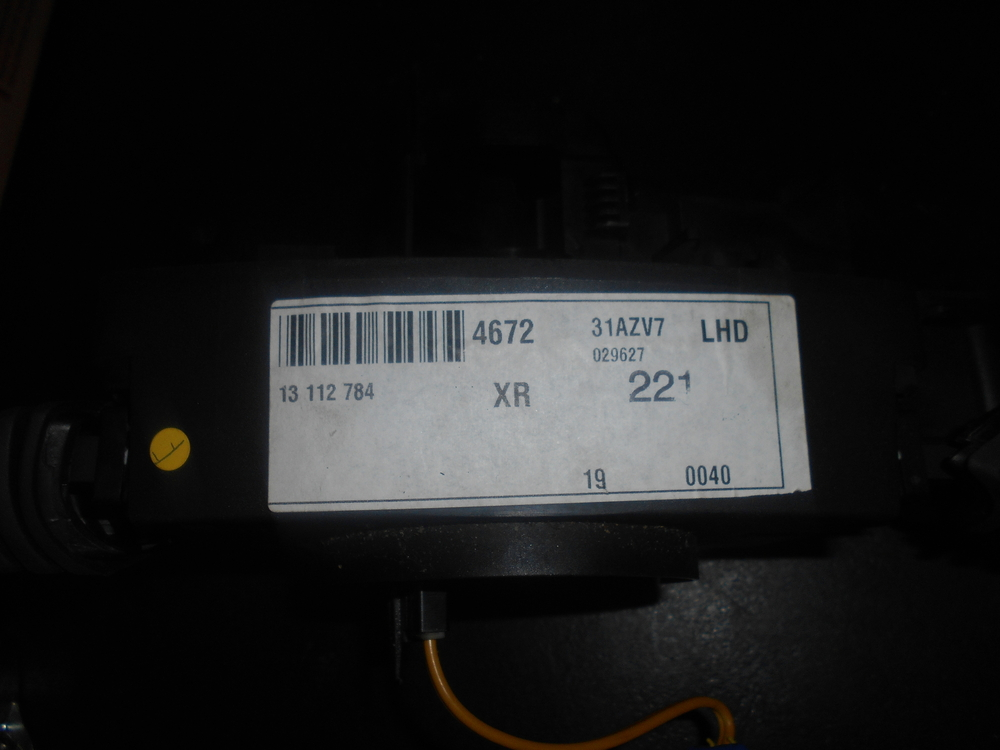 4672 31AZV7 LHD
029627
13 112 784 XR 221
19 0040